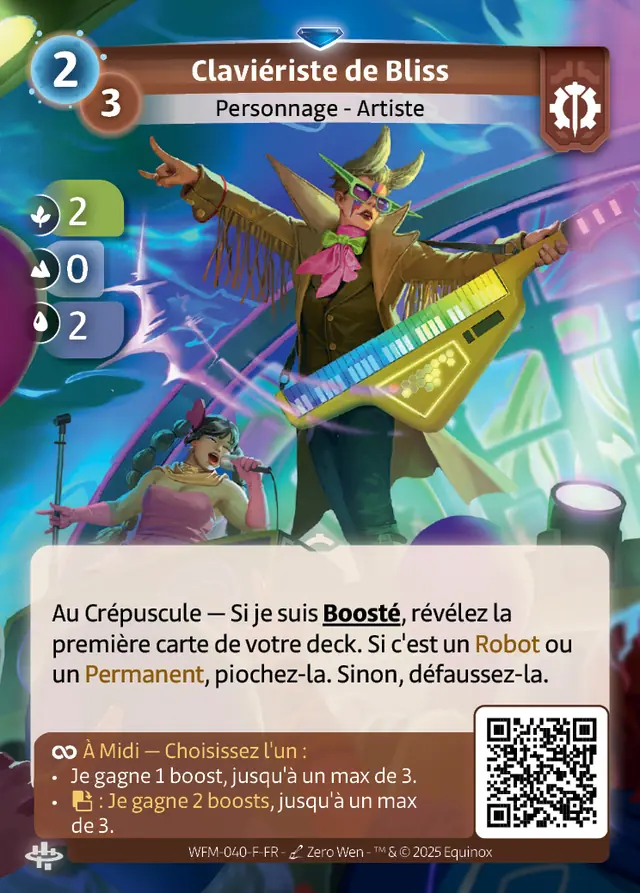 2
3
Claviériste de Bliss
Personnage - Artiste
2
0
2
Au Crépuscule — Si je suis Boosté, révélez la
première carte de votre deck. Si c'est un Robot ou
un Permanent, piochez-la. Sinon, défaussez-la.
À Midi — Choisissez l'un :
• Je gagne 1 boost, jusqu'à un max de 3.
• : Je gagne 2 boosts, jusqu'à un max
de 3.
WFM-040-F-FR - Zero Wen - ™ & © 2025 Equinox